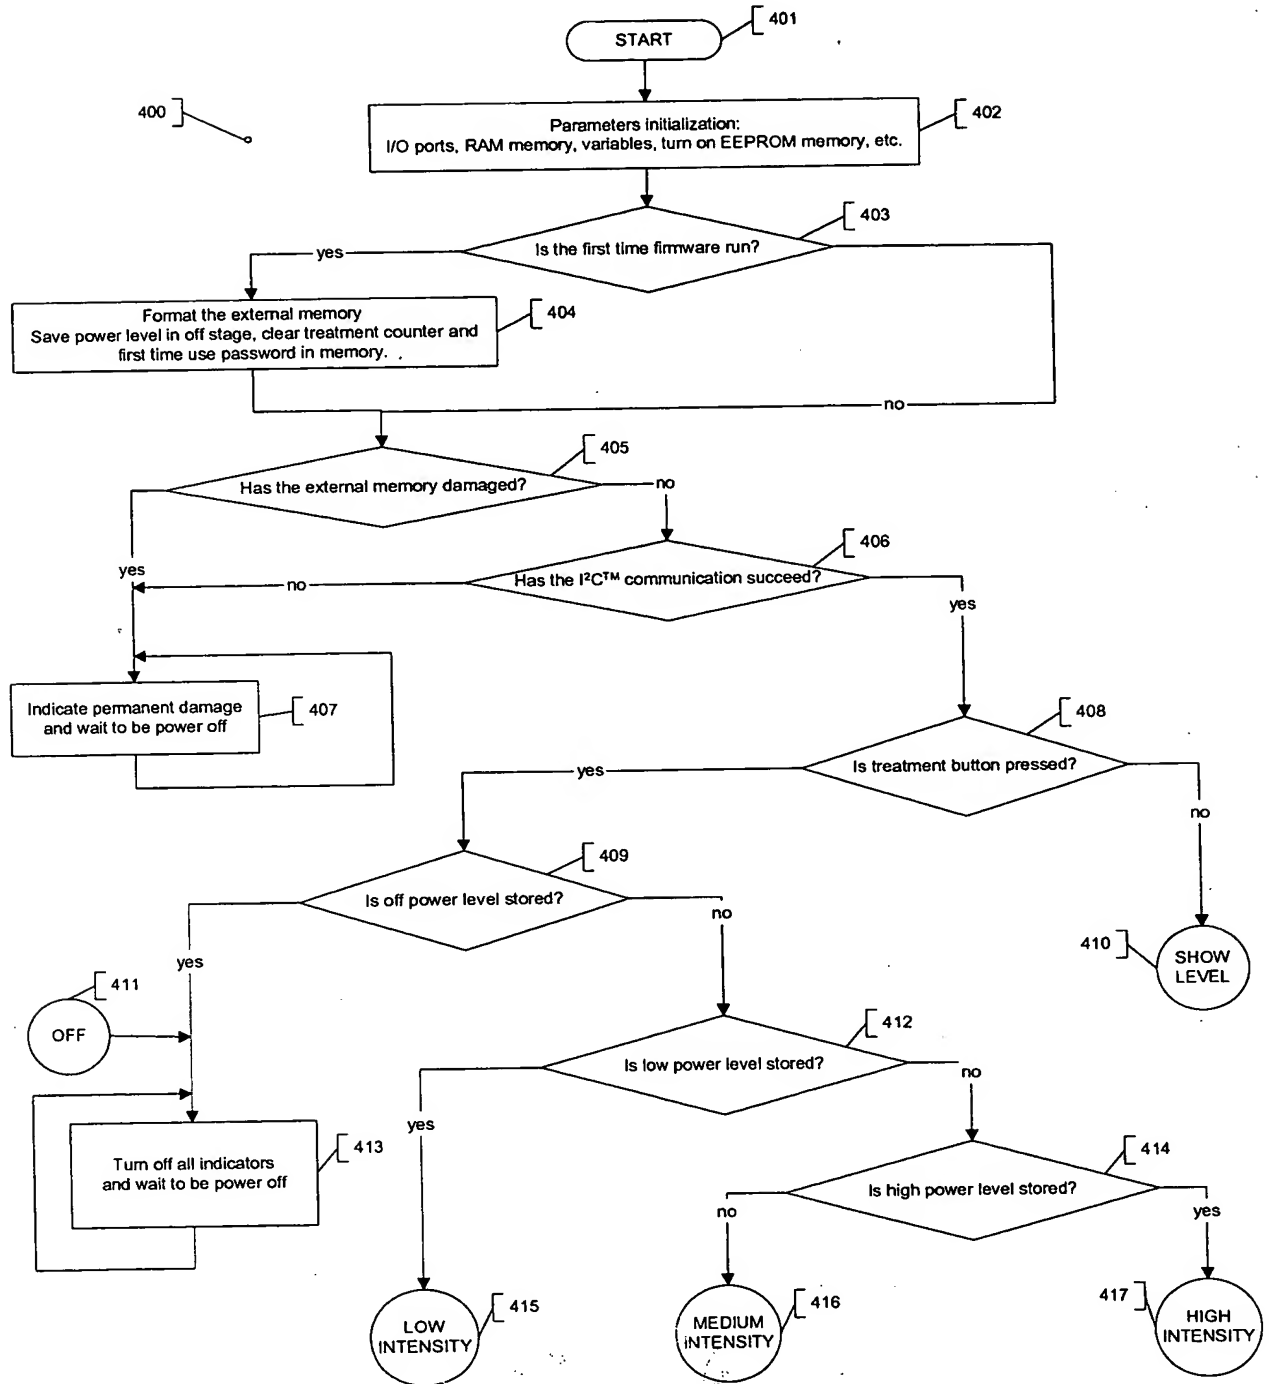 START
401
400
Parameters initialization:
I/O ports, RAM memory, variables, turn on EEPROM memory, etc.
402
403
Is the first time firmware run?
yes
Format the external memory
Save power level in off stage, clear treatment counter and
first time use password in memory.
404
no
405
Has the external memory damaged?
no
406
yes
Has the I²C™ communication succeed?
no
yes
Indicate permanent damage
and wait to be power off
407
408
Is treatment button pressed?
yes
no
409
Is off power level stored?
no
yes
410
SHOW
LEVEL
411
OFF
412
Is low power level stored?
no
yes
413
Turn off all indicators
and wait to be power off
414
Is high power level stored?
no
yes
LOW
INTENSITY
415
MEDIUM
INTENSITY
416
417
HIGH
INTENSITY